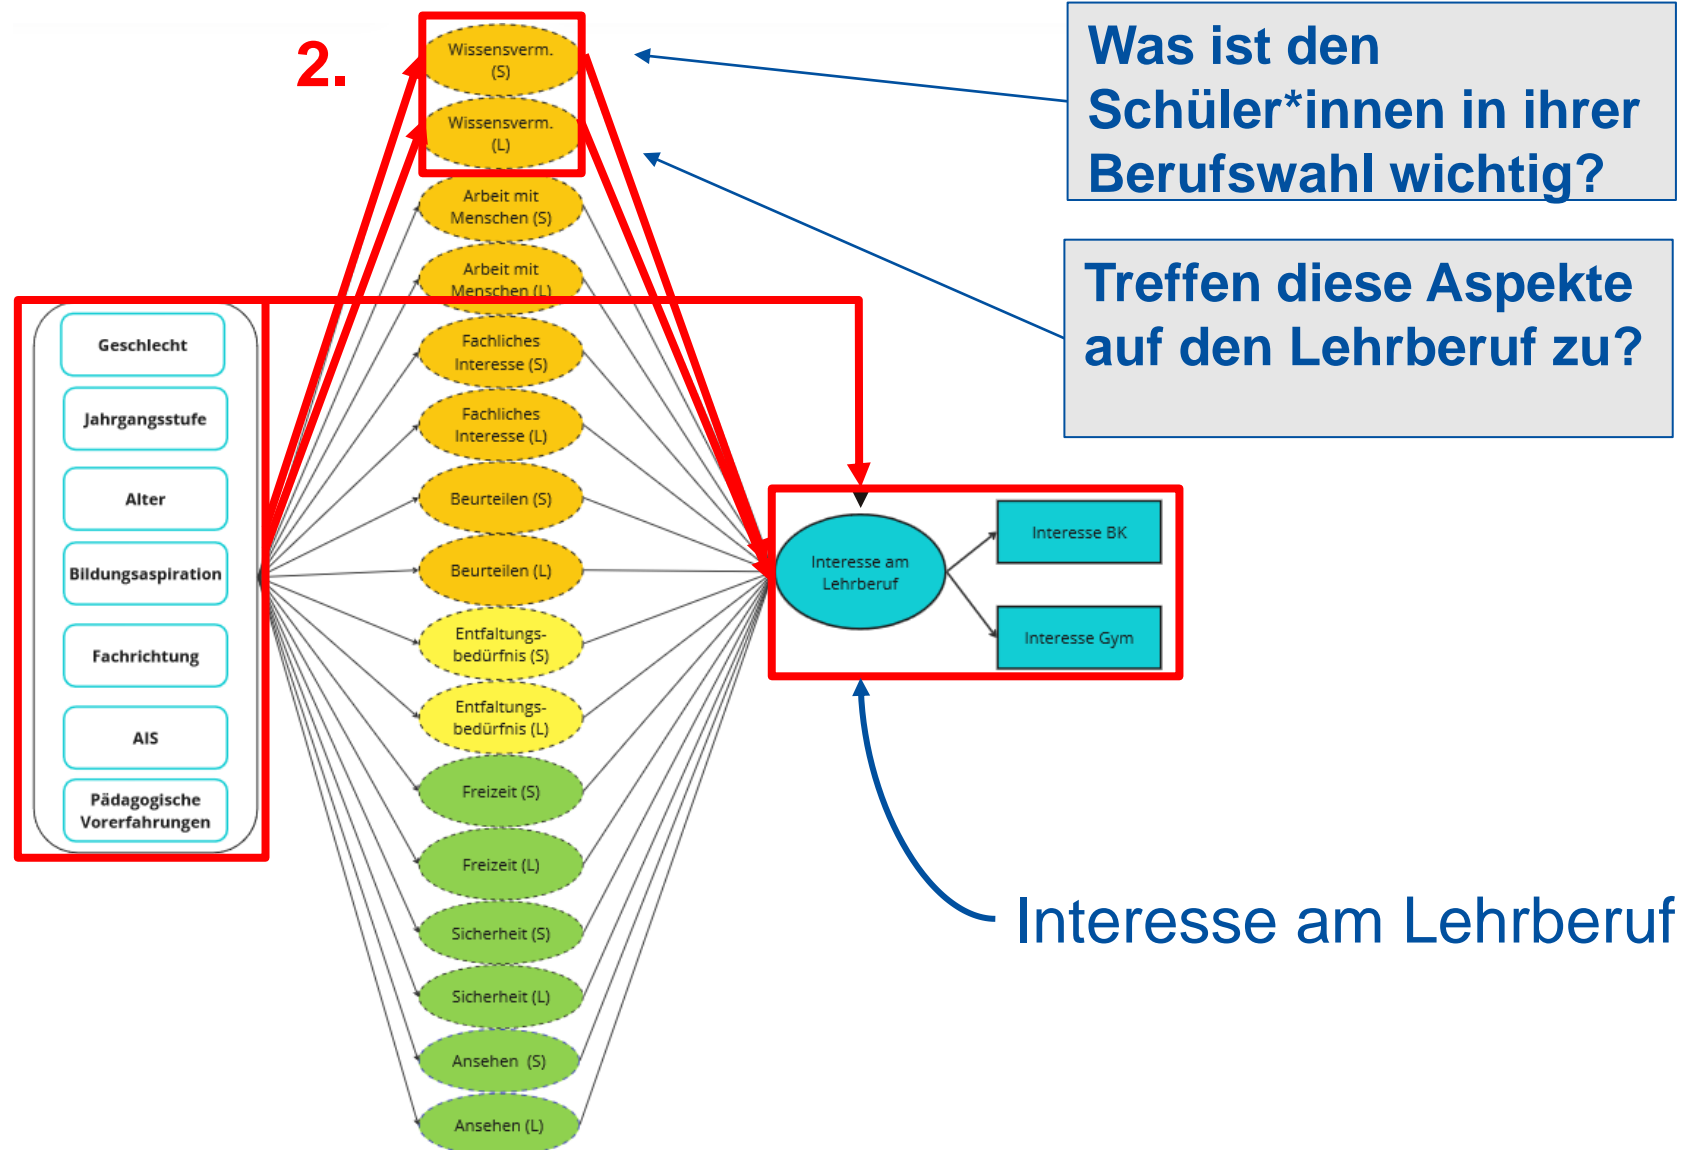 2.
Wissensverm.
(S)
Wissensverm.
(L)
Arbeit mit
Menschen (S)
Arbeit mit
Menschen (L)
Fachliches
Interesse (S)
Fachliches
Interesse (L)
Beurteilen (S)
Beurteilen (L)
Entfaltungs-
bedürfnis (S)
Entfaltungs-
bedürfnis (L)
Freizeit (S)
Freizeit (L)
Sicherheit (S)
Sicherheit (L)
Ansehen (S)
Ansehen (L)
Geschlecht
Jahrgangsstufe
Alter
Bildungsaspiration
Fachrichtung
AIS
Pädagogische
Vorerfahrungen
Was ist den
Schüler*innen in ihrer
Berufswahl wichtig?
Treffen diese Aspekte
auf den Lehrberuf zu?
Interesse am
Lehrberuf
Interesse BK
Interesse Gym
Interesse am Lehrberuf